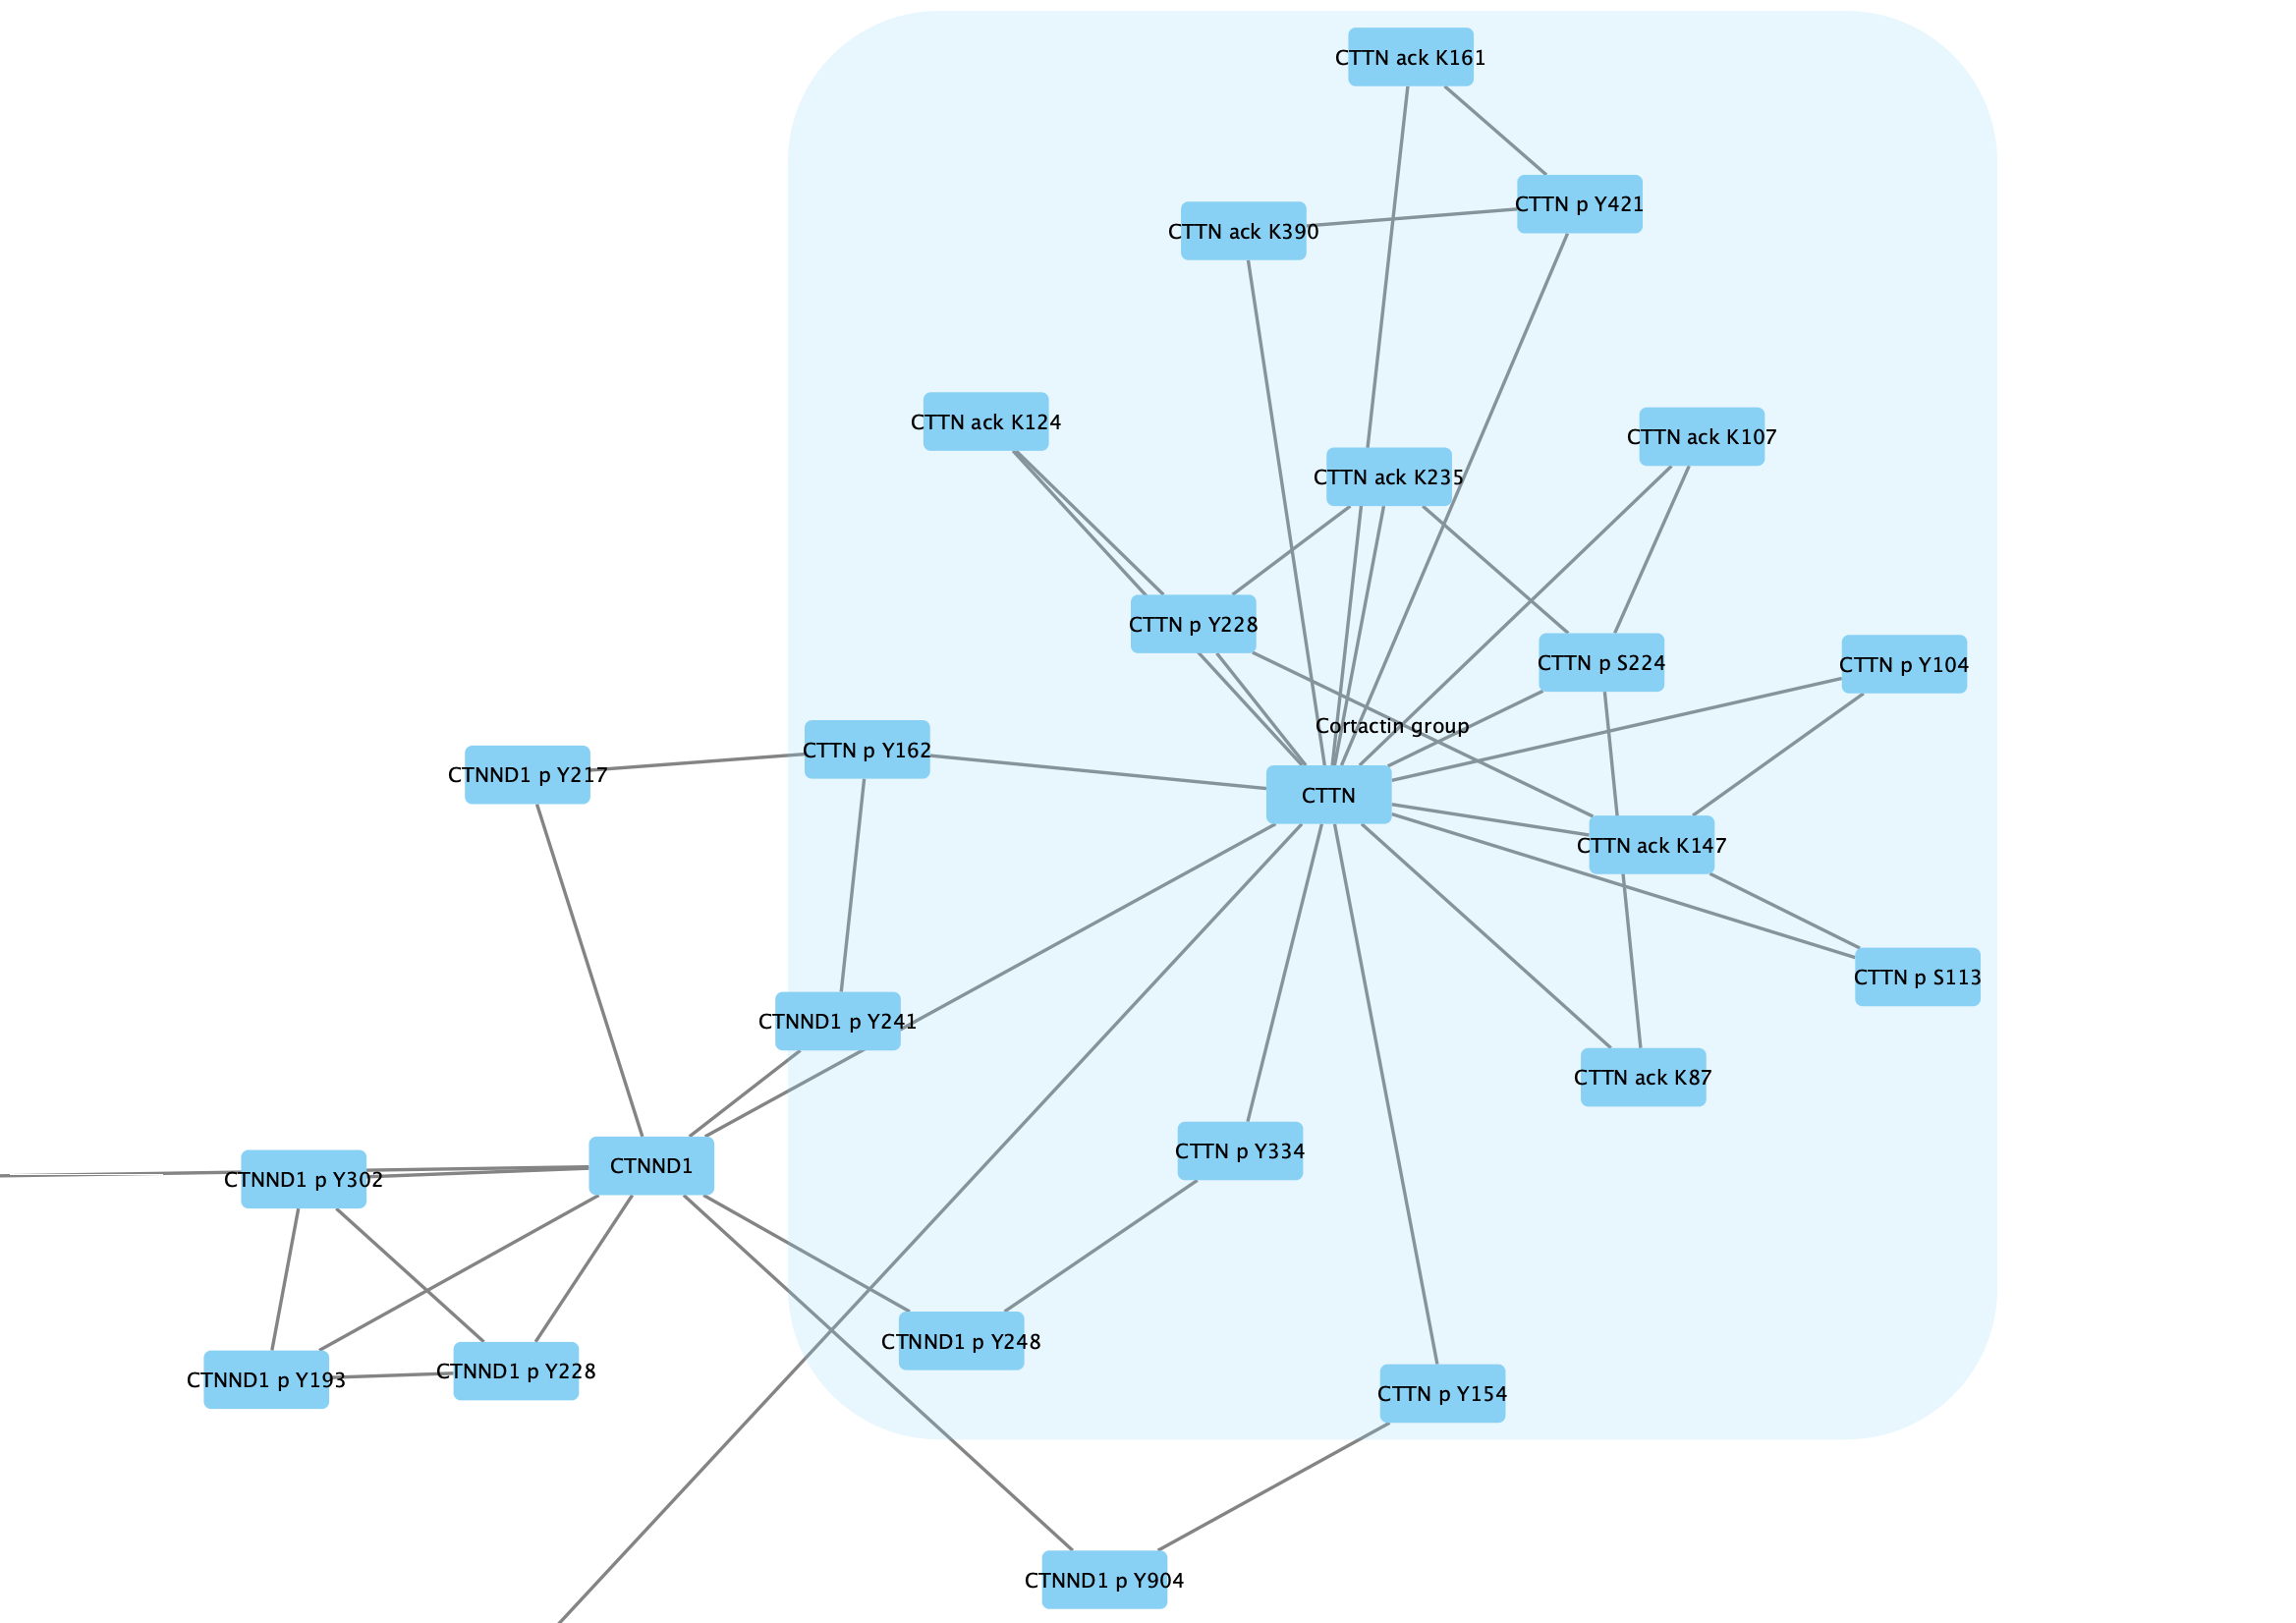 CTTN ack K161
CTTN p Y421
CTTN ack K390
CTTN ack K124
CTTN ack K107
CTTN ack K235
CTTN p Y228
CTTN p S224
CTTN p Y104
Cortactin group
CTTN p Y162
CTNND1 p Y217
CTTN
CTTN ack K147
CTTN p S113
CTNND1 p Y241
CTTN ack K87
CTTN p Y334
CTNND1
CTNND1 p Y302
CTNND1 p Y248
CTNND1 p Y228
CTNND1 p Y193
CTTN p Y154
CTNND1 p Y904